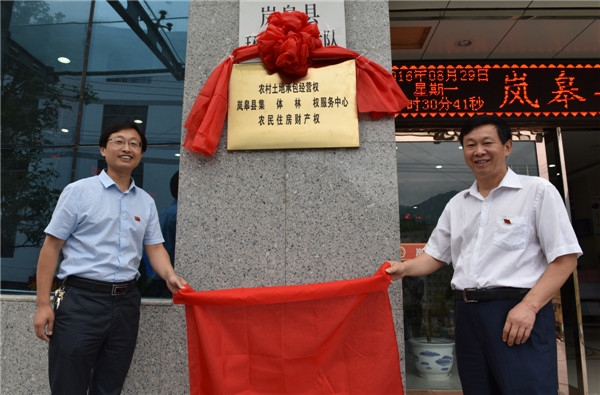 岚皋县
队
农村土地承包经营权
岚皋县集 体 林 权服务中心
农民住房财产权
16年08月29日
星期一
时30分41秒
岚皋